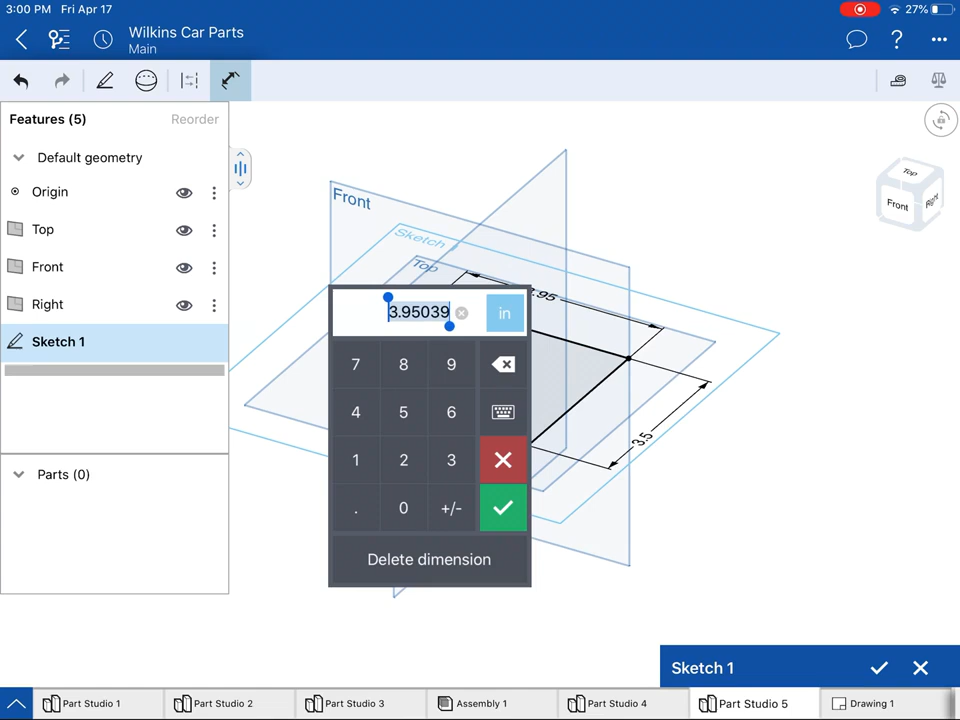 3:00 PM Fri Apr 17
27%
Wilkins Car Parts
Main
Features (5)
Reorder
Default geometry
Origin
Top
Front
Right
Sketch 1
Parts (0)
Front
Sketch
Top
3.95
3.5
3.95039
in
7 8 9
4 5 6
1 2 3
. 0 +/-
Delete dimension
Top
Front
Right
Sketch 1
Part Studio 1
Part Studio 2
Part Studio 3
Assembly 1
Part Studio 4
Part Studio 5
Drawing 1